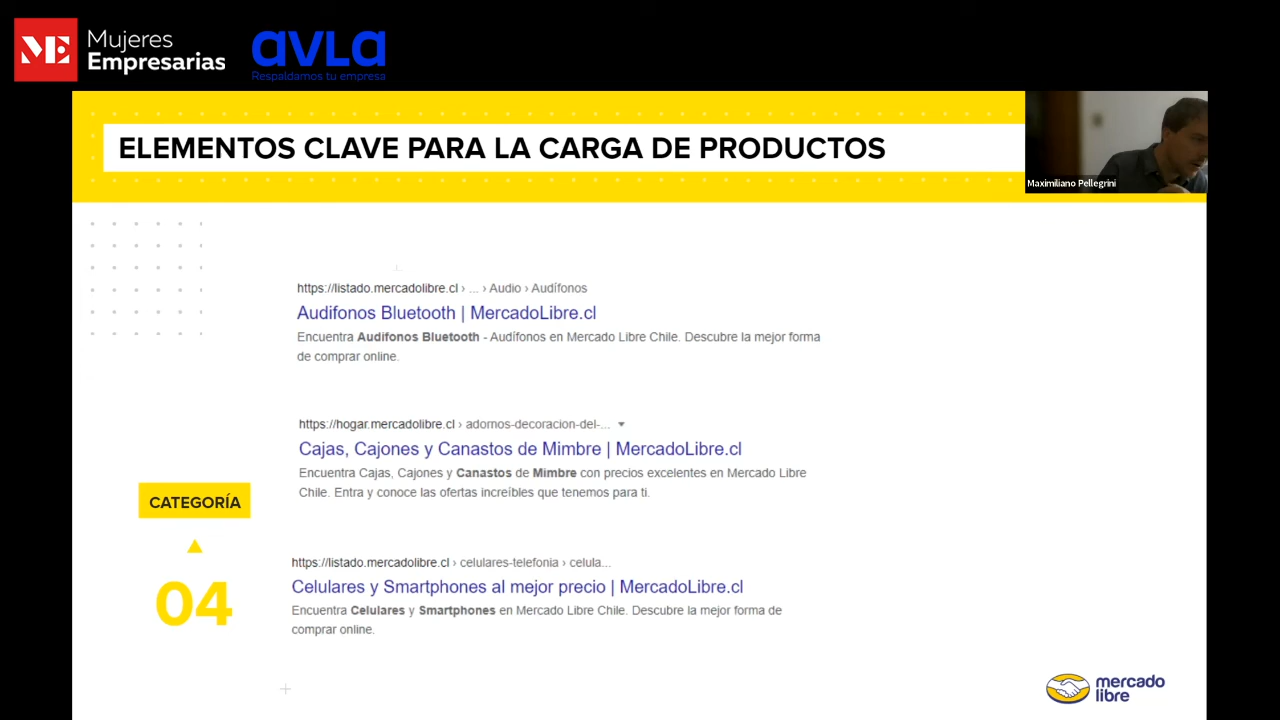 Mujeres
Empresarias
avla
Respaldamos tu empresa
ELEMENTOS CLAVE PARA LA CARGA DE PRODUCTOS
Maximiliano Pellegrini
https://listado.mercadolibre.cl › ... › Audio › Audífonos
Audifonos Bluetooth | MercadoLibre.cl
Encuentra Audifonos Bluetooth - Audífonos en Mercado Libre Chile. Descubre la mejor forma
de comprar online.
https://hogar.mercadolibre.cl › adornos-decoracion-del-...
Cajas, Cajones y Canastos de Mimbre | MercadoLibre.cl
Encuentra Cajas, Cajones y Canastos de Mimbre con precios excelentes en Mercado Libre
Chile. Entra y conoce las ofertas increíbles que tenemos para ti.
CATEGORÍA
04
https://listado.mercadolibre.cl › celulares-telefonia › celula...
Celulares y Smartphones al mejor precio | MercadoLibre.cl
Encuentra Celulares y Smartphones en Mercado Libre Chile. Descubre la mejor forma de
comprar online.
mercado
libre